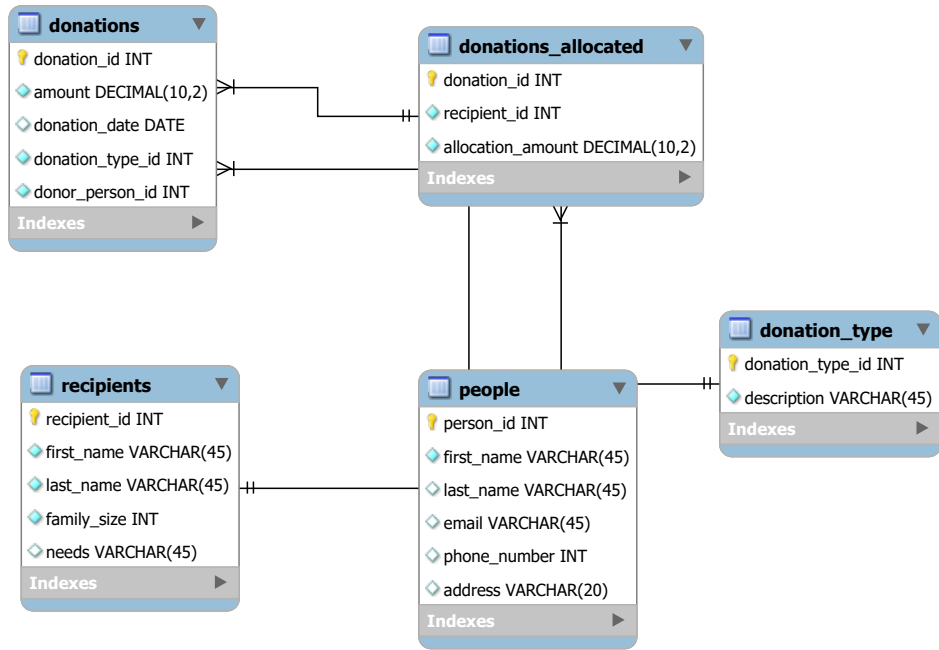 donations
donation_id INT
amount DECIMAL(10,2)
donation_date DATE
donation_type_id INT
donor_person_id INT
Indexes
donations_allocated
donation_id INT
recipient_id INT
allocation_amount DECIMAL(10,2)
Indexes
donation_type
donation_type_id INT
description VARCHAR(45)
Indexes
recipients
recipient_id INT
first_name VARCHAR(45)
last_name VARCHAR(45)
family_size INT
needs VARCHAR(45)
Indexes
people
person_id INT
first_name VARCHAR(45)
last_name VARCHAR(45)
email VARCHAR(45)
phone_number INT
address VARCHAR(20)
Indexes